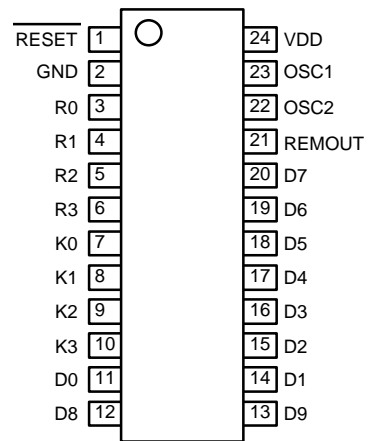 RESET 1 24 VDD
GND 2 23 OSC1
R0 3 22 OSC2
R1 4 21 REMOUT
R2 5 20 D7
R3 6 19 D6
K0 7 18 D5
K1 8 17 D4
K2 9 16 D3
K3 10 15 D2
D0 11 14 D1
D8 12 13 D9